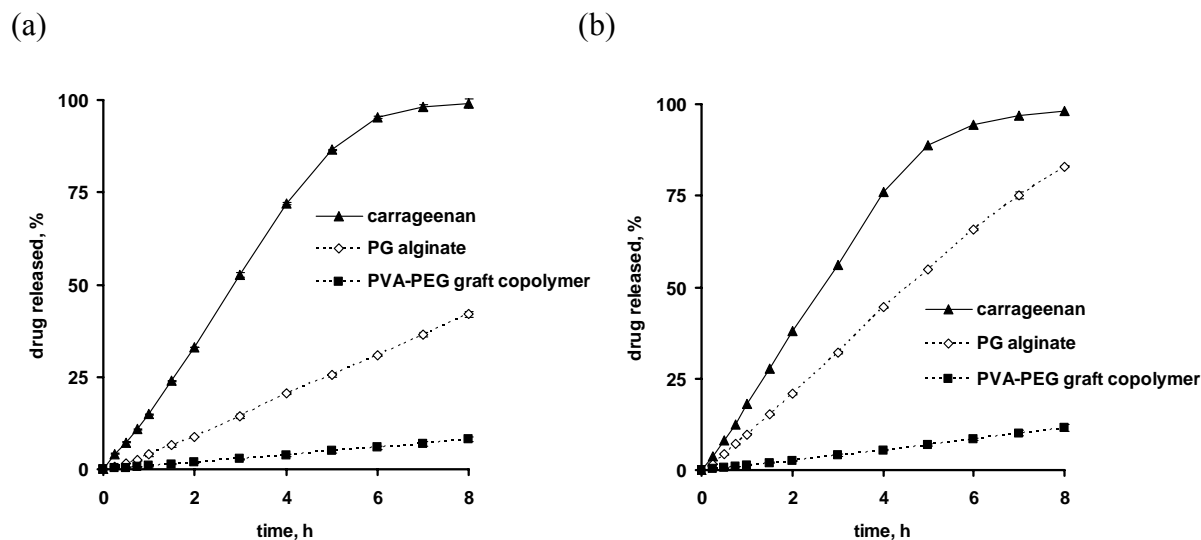 (a)
100
75
50
25
0
drug released, %
carrageenan
PG alginate
PVA-PEG graft copolymer
0 2 4 6 8
time, h
(b)
100
75
50
25
0
drug released, %
carrageenan
PG alginate
PVA-PEG graft copolymer
0 2 4 6 8
time, h